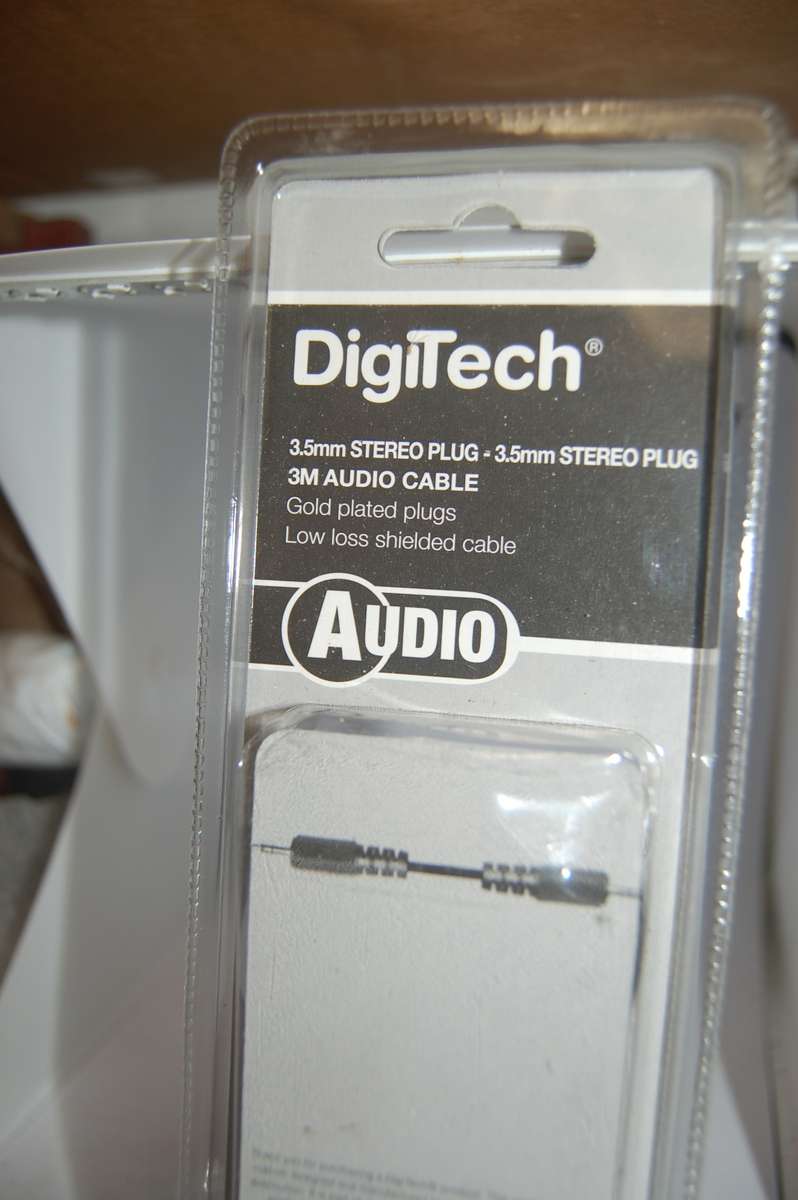 DigiTech®
3.5mm STEREO PLUG - 3.5mm STEREO PLUG
3M AUDIO CABLE
Gold plated plugs
Low loss shielded cable
AUDIO